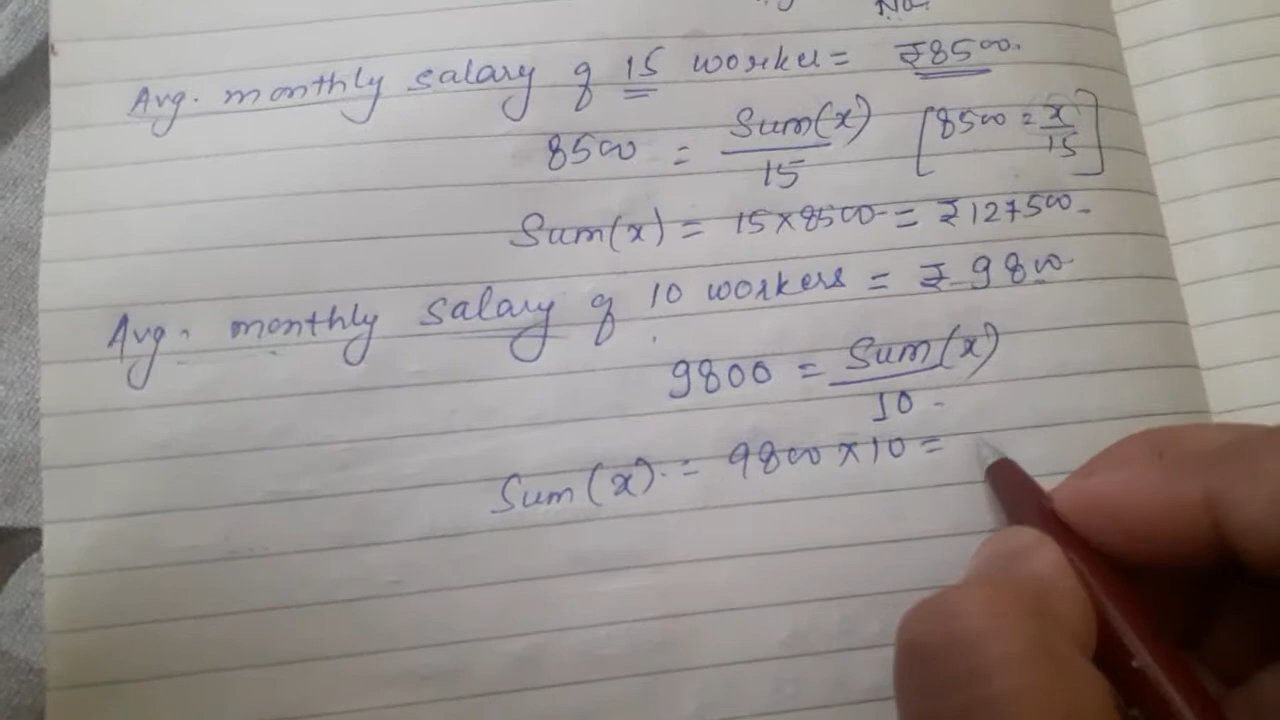 No.
Avg. monthly salary of 15 worker = ₹8500.
8500 = Sum(x)/15 [8500 = x/15]
Sum(x) = 15×8500 = ₹127500
Avg. monthly salary of 10 workers = ₹9800
9800 = Sum(x)/10
Sum(x) = 9800×10 =